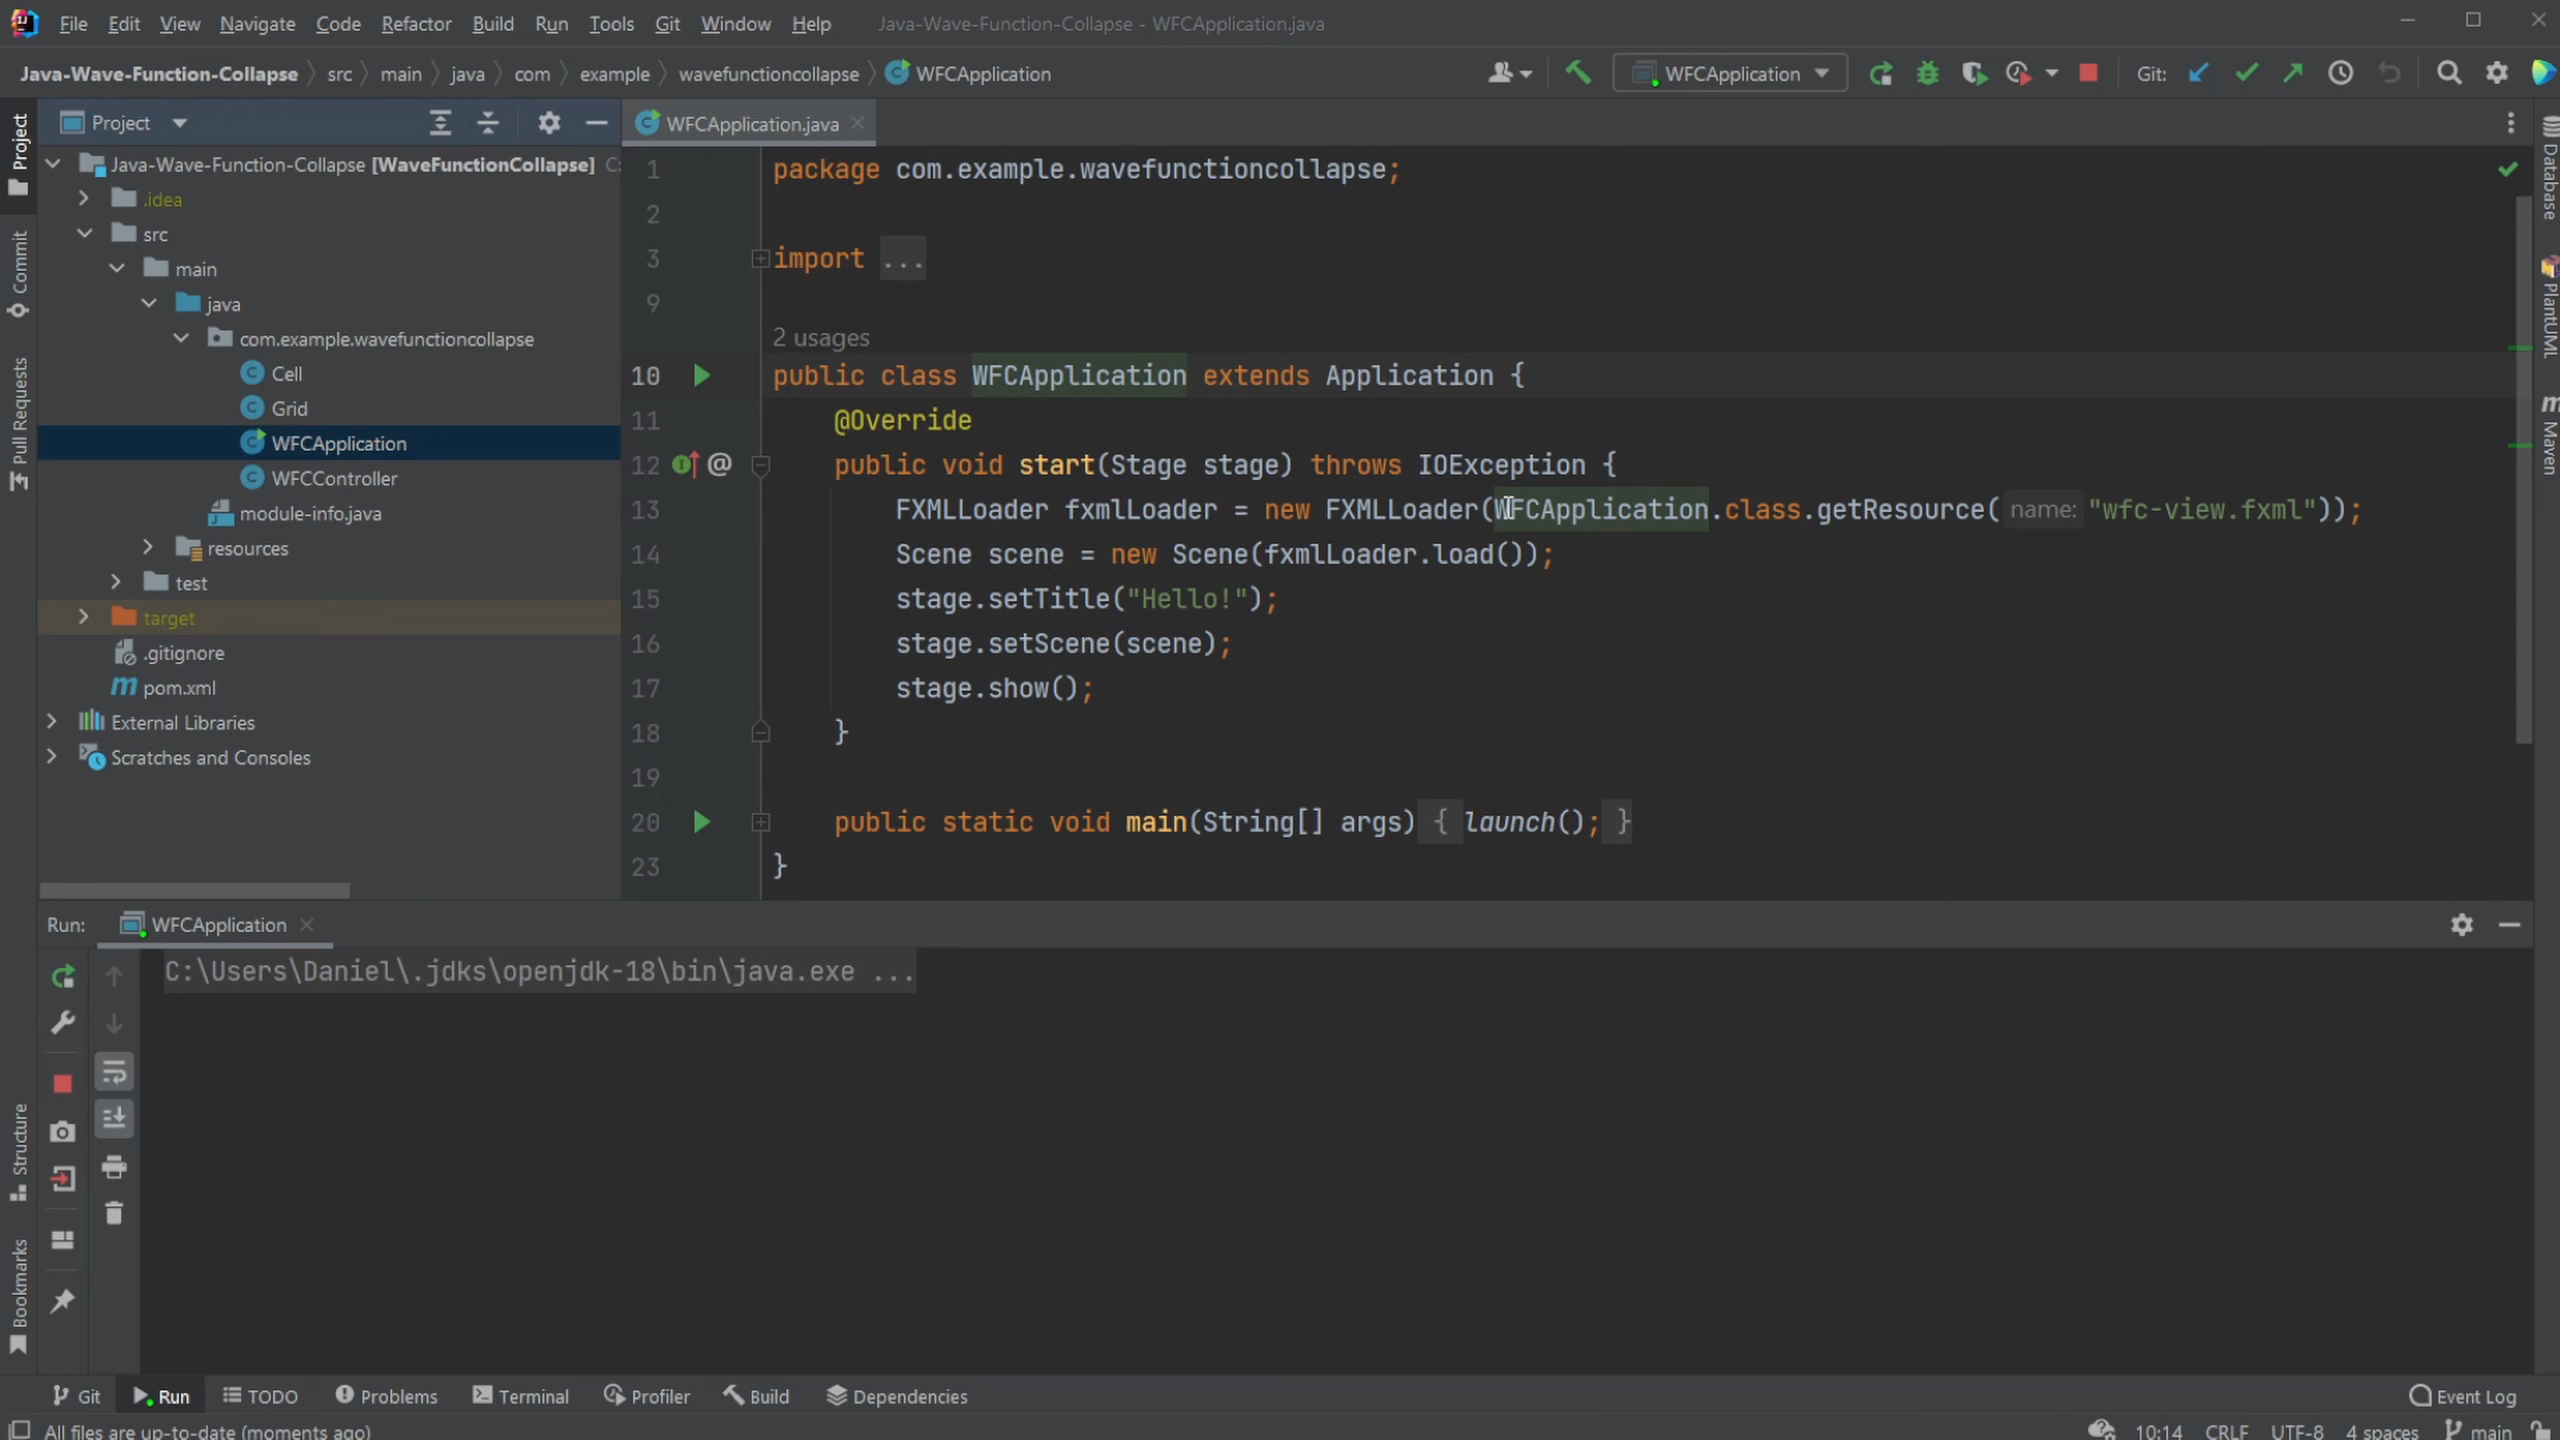 File Edit View Navigate Code Refactor Build Run Tools Git Window Help Java-Wave-Function-Collapse - WFCApplication.java
Java-Wave-Function-Collapse src main java com example wavefunctioncollapse WFCApplication WFCApplication Git:
Project
WFCApplication.java
Java-Wave-Function-Collapse [WaveFunctionCollapse] C:
.idea
src
main
java
com.example.wavefunctioncollapse
Cell
Grid
WFCApplication
WFCController
module-info.java
resources
test
target
.gitignore
pom.xml
External Libraries
Scratches and Consoles
Project
Commit
Pull Requests
Structure
Bookmarks
1 package com.example.wavefunctioncollapse;
2
3 import ...
9
2 usages
10 public class WFCApplication extends Application {
11 @Override
12 @ public void start(Stage stage) throws IOException {
13 FXMLLoader fxmlLoader = new FXMLLoader(WFCApplication.class.getResource( name: "wfc-view.fxml"));
14 Scene scene = new Scene(fxmlLoader.load());
15 stage.setTitle("Hello!");
16 stage.setScene(scene);
17 stage.show();
18 }
19
20 public static void main(String[] args) { launch(); }
23 }
Database
PlantUML
Maven
Run: WFCApplication
C:\Users\Daniel\.jdks\openjdk-18\bin\java.exe ...
Git Run TODO Problems Terminal Profiler Build Dependencies Event Log
All files are up-to-date (moments ago) 10:14 CRLF UTF-8 4 spaces main